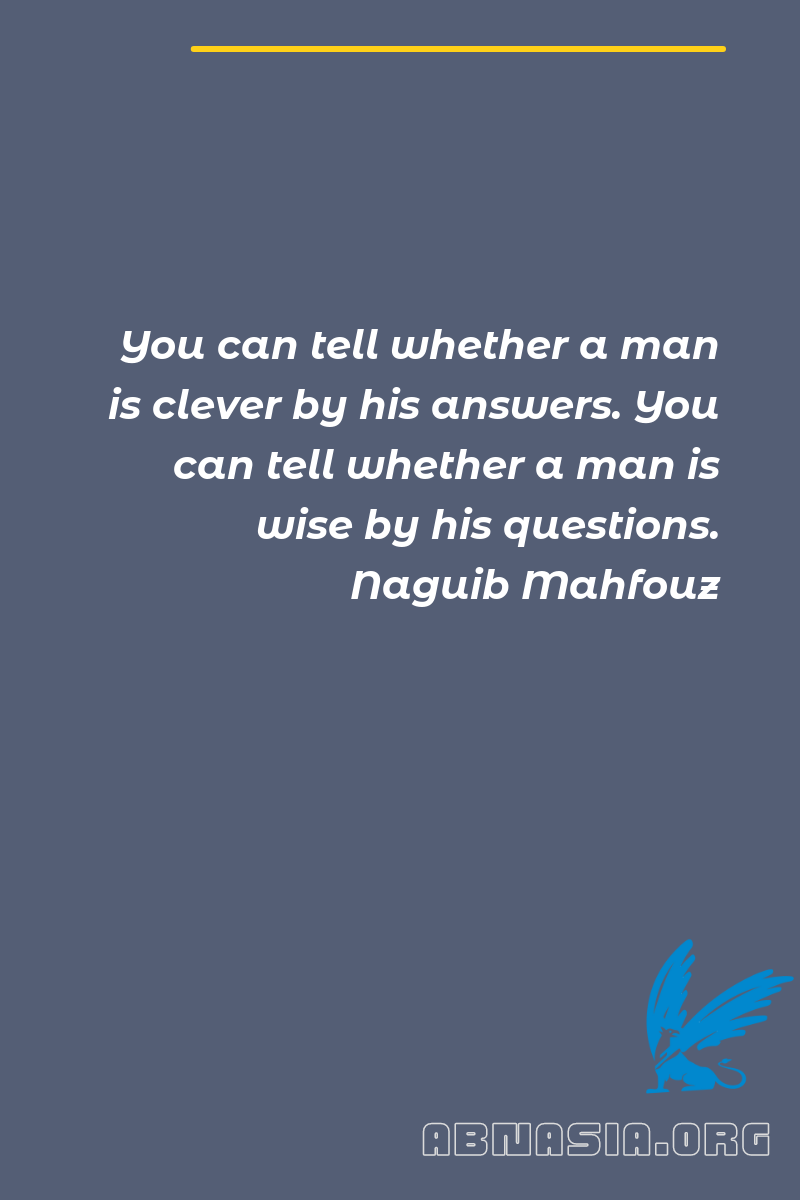 You can tell whether a man
is clever by his answers. You
can tell whether a man is
wise by his questions.
Naguib Mahfouz
ABNASIA.ORG